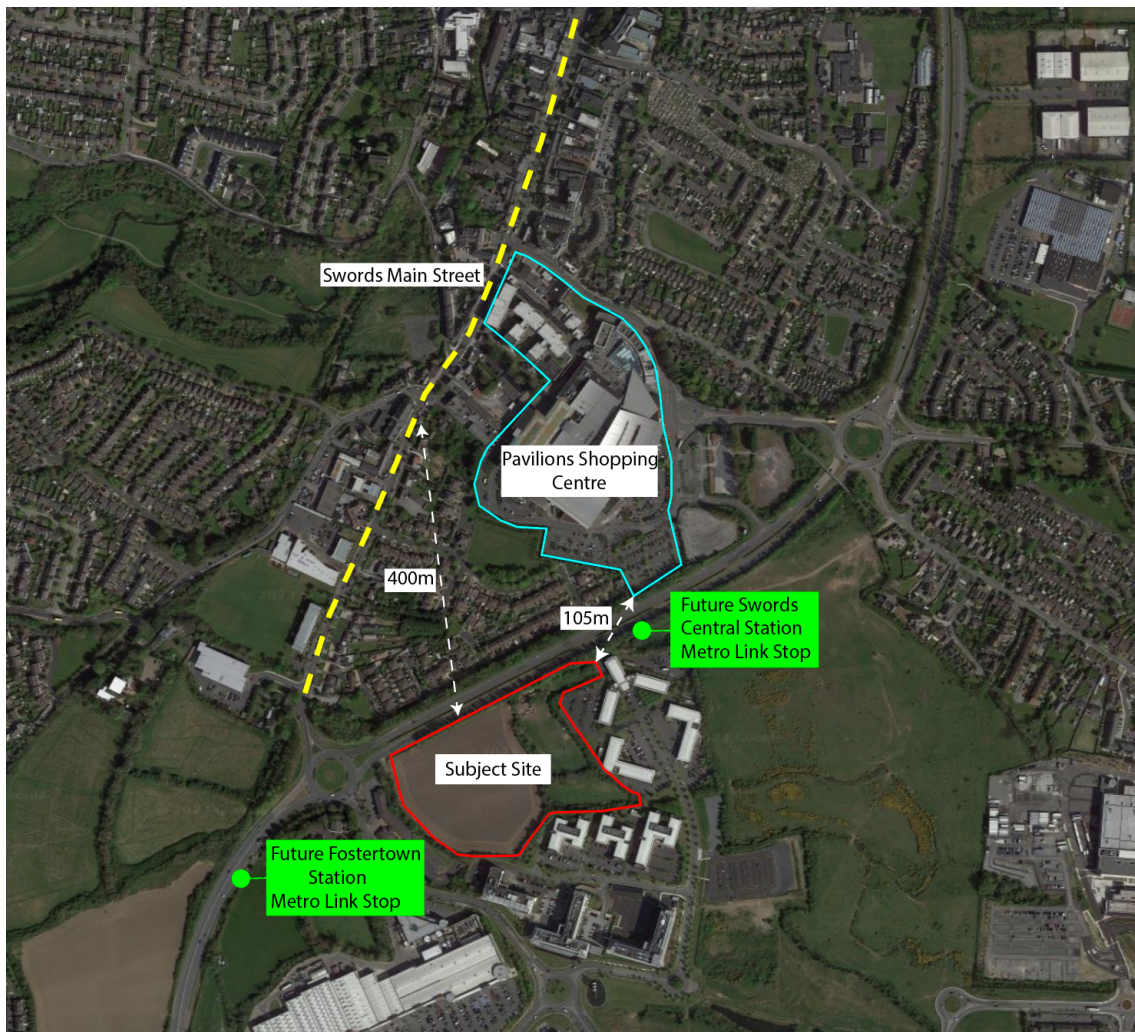 Swords Main Street
Pavilions Shopping
Centre
400m
105m
Future Swords
Central Station
Metro Link Stop
Subject Site
Future Fostertown
Station
Metro Link Stop